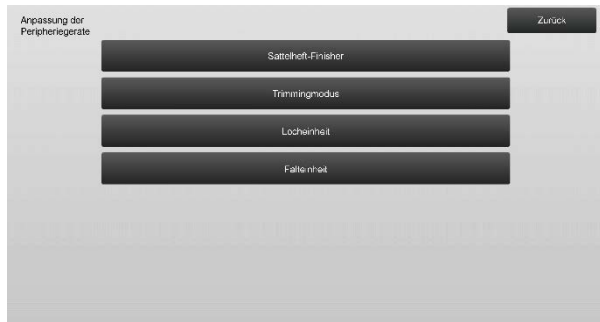 Anpassung der
Peripheriegerate
Zurück
Sattelheft-Finisher
Trimmingmodus
Locheinheit
Falteinheit